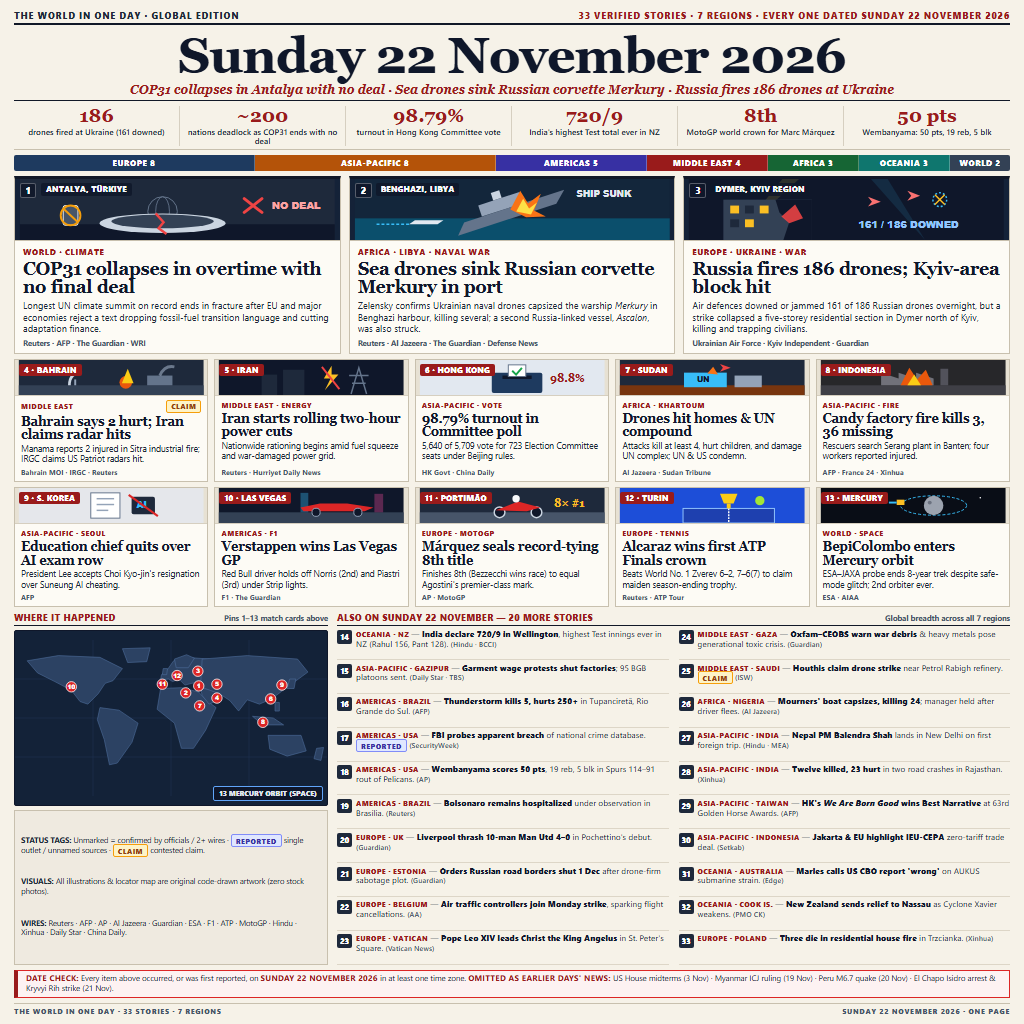 THE WORLD IN ONE DAY · GLOBAL EDITION
33 VERIFIED STORIES · 7 REGIONS · EVERY ONE DATED SUNDAY 22 NOVEMBER 2026
Sunday 22 November 2026
COP31 collapses in Antalya with no deal · Sea drones sink Russian corvette Merkury · Russia fires 186 drones at Ukraine
186
drones fired at Ukraine (161 downed)
~200
nations deadlock as COP31 ends with no
deal
98.79%
turnout in Hong Kong Committee vote
720/9
India's highest Test total ever in NZ
8th
MotoGP world crown for Marc Márquez
50 pts
Wembanyama: 50 pts, 19 reb, 5 blk
EUROPE 8
ASIA-PACIFIC 8
AMERICAS 5
MIDDLE EAST 4
AFRICA 3
OCEANIA 3
WORLD 2
1 ANTALYA, TÜRKIYE
NO DEAL
WORLD · CLIMATE
COP31 collapses in overtime with
no final deal
Longest UN climate summit on record ends in fracture after EU and major
economies reject a text dropping fossil-fuel transition language and cutting
adaptation finance.
Reuters · AFP · The Guardian · WRI
2 BENGHAZI, LIBYA
SHIP SUNK
AFRICA · LIBYA · NAVAL WAR
Sea drones sink Russian corvette
Merkury in port
Zelensky confirms Ukrainian naval drones capsized the warship Merkury in
Benghazi harbour, killing several; a second Russia-linked vessel, Ascalon,
was also struck.
Reuters · Al Jazeera · The Guardian · Defense News
3 DYMER, KYIV REGION
161 / 186 DOWNED
EUROPE · UKRAINE · WAR
Russia fires 186 drones; Kyiv-area
block hit
Air defences downed or jammed 161 of 186 Russian drones overnight, but a
strike collapsed a five-storey residential section in Dymer north of Kyiv,
killing and trapping civilians.
Ukrainian Air Force · Kyiv Independent · Guardian
4 · BAHRAIN
MIDDLE EAST
CLAIM
Bahrain says 2 hurt; Iran
claims radar hits
Manama reports 2 injured in Sitra industrial fire;
IRGC claims US Patriot radars hit.
Bahrain MOI · IRGC · Reuters
5 · IRAN
MIDDLE EAST · ENERGY
Iran starts rolling two-hour
power cuts
Nationwide rationing begins amid fuel squeeze
and war-damaged power grid.
Reuters · Hurriyet Daily News
6 · HONG KONG
98.8%
ASIA-PACIFIC · VOTE
98.79% turnout in
Committee poll
5,640 of 5,709 vote for 723 Election Committee
seats under Beijing rules.
HK Govt · China Daily
7 · SUDAN
UN
AFRICA · KHARTOUM
Drones hit homes & UN
compound
Attacks kill at least 4, hurt children, and damage
UN complex; UN & US condemn.
Al Jazeera · Sudan Tribune
8 · INDONESIA
ASIA-PACIFIC · FIRE
Candy factory fire kills 3,
36 missing
Rescuers search Serang plant in Banten; four
workers reported injured.
AFP · France 24 · Xinhua
9 · S. KOREA
AI
ASIA-PACIFIC · SEOUL
Education chief quits over
AI exam row
President Lee accepts Choi Kyo-jin's resignation
over Suneung AI cheating.
AFP
10 · LAS VEGAS
AMERICAS · F1
Verstappen wins Las Vegas
GP
Red Bull driver holds off Norris (2nd) and Piastri
(3rd) under Strip lights.
F1 · The Guardian
11 · PORTIMÃO
8× #1
EUROPE · MOTOGP
Márquez seals record-tying
8th title
Finishes 8th (Bezzecchi wins race) to equal
Agostini's premier-class mark.
AP · MotoGP
12 · TURIN
EUROPE · TENNIS
Alcaraz wins first ATP
Finals crown
Beats World No. 1 Zverev 6–2, 7–6(7) to claim
maiden season-ending trophy.
Reuters · ATP Tour
13 · MERCURY
WORLD · SPACE
BepiColombo enters
Mercury orbit
ESA–JAXA probe ends 8-year trek despite safe-
mode glitch; 2nd orbiter ever.
ESA · AIAA
WHERE IT HAPPENED
Pins 1–13 match cards above
10
11
12
3
1
2
5
4
7
9
6
8
13 MERCURY ORBIT (SPACE)
STATUS TAGS: Unmarked = confirmed by officials / 2+ wires · REPORTED single
outlet / unnamed sources · CLAIM contested claim.
VISUALS: All illustrations & locator map are original code-drawn artwork (zero stock
photos).
WIRES: Reuters · AFP · AP · Al Jazeera · Guardian · ESA · F1 · ATP · MotoGP · Hindu ·
Xinhua · Daily Star · China Daily.
ALSO ON SUNDAY 22 NOVEMBER — 20 MORE STORIES
Global breadth across all 7 regions
14 OCEANIA · NZ — India declare 720/9 in Wellington, highest Test innings ever in
NZ (Rahul 156, Pant 128). (Hindu · BCCI)
15 ASIA-PACIFIC · GAZIPUR — Garment wage protests shut factories; 95 BGB
platoons sent. (Daily Star · TBS)
16 AMERICAS · BRAZIL — Thunderstorm kills 5, hurts 250+ in Tupanciretã, Rio
Grande do Sul. (AFP)
17 AMERICAS · USA — FBI probes apparent breach of national crime database.
REPORTED (SecurityWeek)
18 AMERICAS · USA — Wembanyama scores 50 pts, 19 reb, 5 blk in Spurs 114–91
rout of Pelicans. (AP)
19 AMERICAS · BRAZIL — Bolsonaro remains hospitalized under observation in
Brasília. (Reuters)
20 EUROPE · UK — Liverpool thrash 10-man Man Utd 4–0 in Pochettino's debut.
(Guardian)
21 EUROPE · ESTONIA — Orders Russian road borders shut 1 Dec after drone-firm
sabotage plot. (Guardian)
22 EUROPE · BELGIUM — Air traffic controllers join Monday strike, sparking flight
cancellations. (AA)
23 EUROPE · VATICAN — Pope Leo XIV leads Christ the King Angelus in St. Peter's
Square. (Vatican News)
24 MIDDLE EAST · GAZA — Oxfam–CEOBS warn war debris & heavy metals pose
generational toxic crisis. (Guardian)
25 MIDDLE EAST · SAUDI — Houthis claim drone strike near Petrol Rabigh refinery.
CLAIM (ISW)
26 AFRICA · NIGERIA — Mourners' boat capsizes, killing 24; manager held after
driver flees. (Al Jazeera)
27 ASIA-PACIFIC · INDIA — Nepal PM Balendra Shah lands in New Delhi on first
foreign trip. (Hindu · MEA)
28 ASIA-PACIFIC · INDIA — Twelve killed, 23 hurt in two road crashes in Rajasthan.
(Xinhua)
29 ASIA-PACIFIC · TAIWAN — HK's We Are Born Good wins Best Narrative at 63rd
Golden Horse Awards. (AFP)
30 ASIA-PACIFIC · INDONESIA — Jakarta & EU highlight IEU-CEPA zero-tariff trade
deal. (Setkab)
31 OCEANIA · AUSTRALIA — Marles calls US CBO report 'wrong' on AUKUS
submarine strain. (Edge)
32 OCEANIA · COOK IS. — New Zealand sends relief to Nassau as Cyclone Xavier
weakens. (PMO CK)
33 EUROPE · POLAND — Three die in residential house fire in Trzcianka. (Xinhua)
DATE CHECK: Every item above occurred, or was first reported, on SUNDAY 22 NOVEMBER 2026 in at least one time zone. OMITTED AS EARLIER DAYS' NEWS: US House midterms (3 Nov) · Myanmar ICJ ruling (19 Nov) · Peru M6.7 quake (20 Nov) · El Chapo Isidro arrest &
Kryvyi Rih strike (21 Nov).
THE WORLD IN ONE DAY · 33 STORIES · 7 REGIONS
SUNDAY 22 NOVEMBER 2026 · ONE PAGE